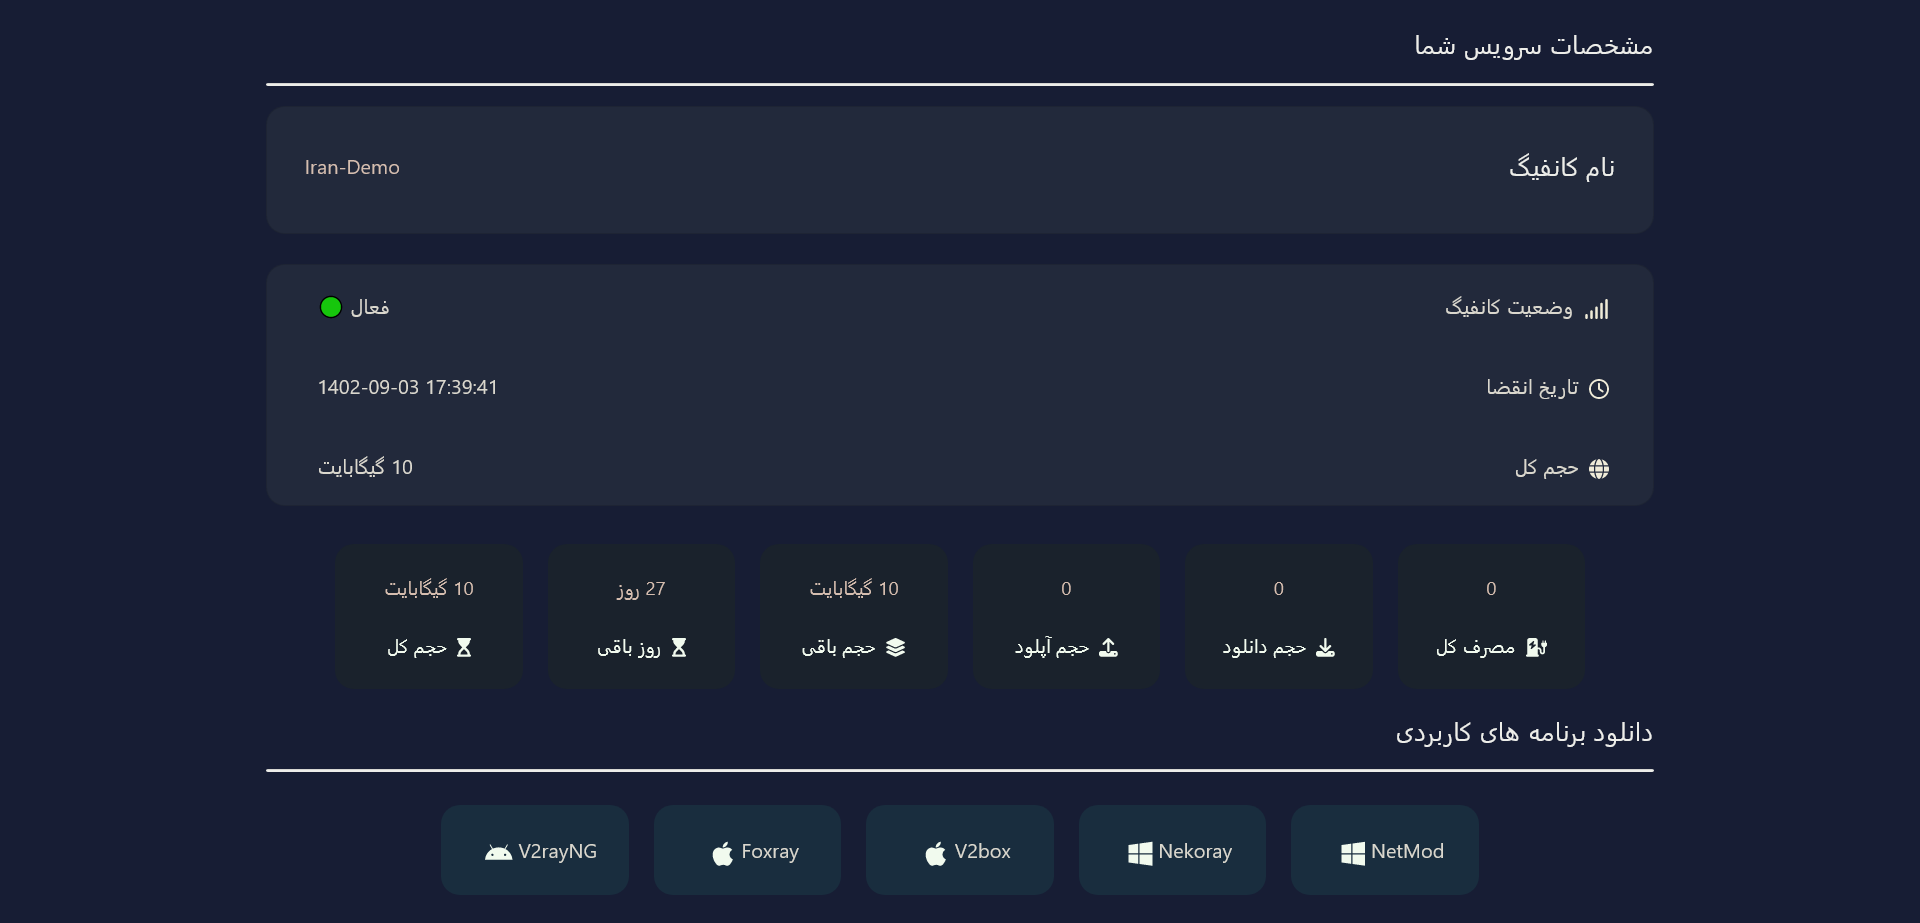 مشخصات سرویس شما
نام کانفیگ
Iran-Demo
وضعیت کانفیگ
فعال
تاریخ انقضا
1402-09-03 17:39:41
حجم کل
10 گیگابایت
0
مصرف کل
0
حجم دانلود
0
حجم آپلود
10 گیگابایت
حجم باقی
27 روز
روز باقی
10 گیگابایت
حجم کل
دانلود برنامه های کاربردی
NetMod
Nekoray
V2box
Foxray
V2rayNG